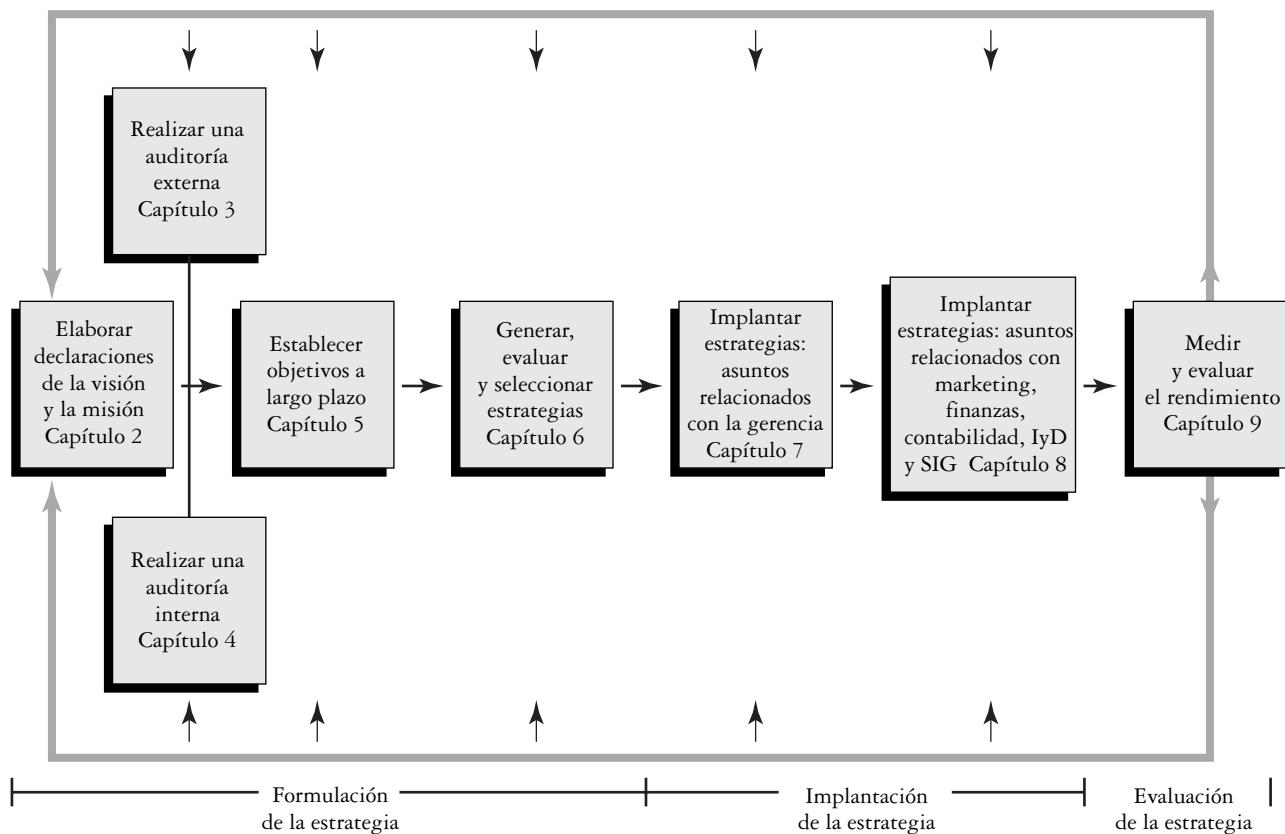 Realizar una
auditoría
externa
Capítulo 3
Elaborar
declaraciones
de la visión
y la misión
Capítulo 2
Establecer
objetivos a
largo plazo
Capítulo 5
Generar,
evaluar
y seleccionar
estrategias
Capítulo 6
Implantar
estrategias:
asuntos
relacionados
con la gerencia
Capítulo 7
Implantar
estrategias: asuntos
relacionados con
marketing,
finanzas,
contabilidad, IyD
y SIG Capítulo 8
Medir
y evaluar
el rendimiento
Capítulo 9
Realizar una
auditoría
interna
Capítulo 4
Formulación
de la estrategia
Implantación
de la estrategia
Evaluación
de la estrategia